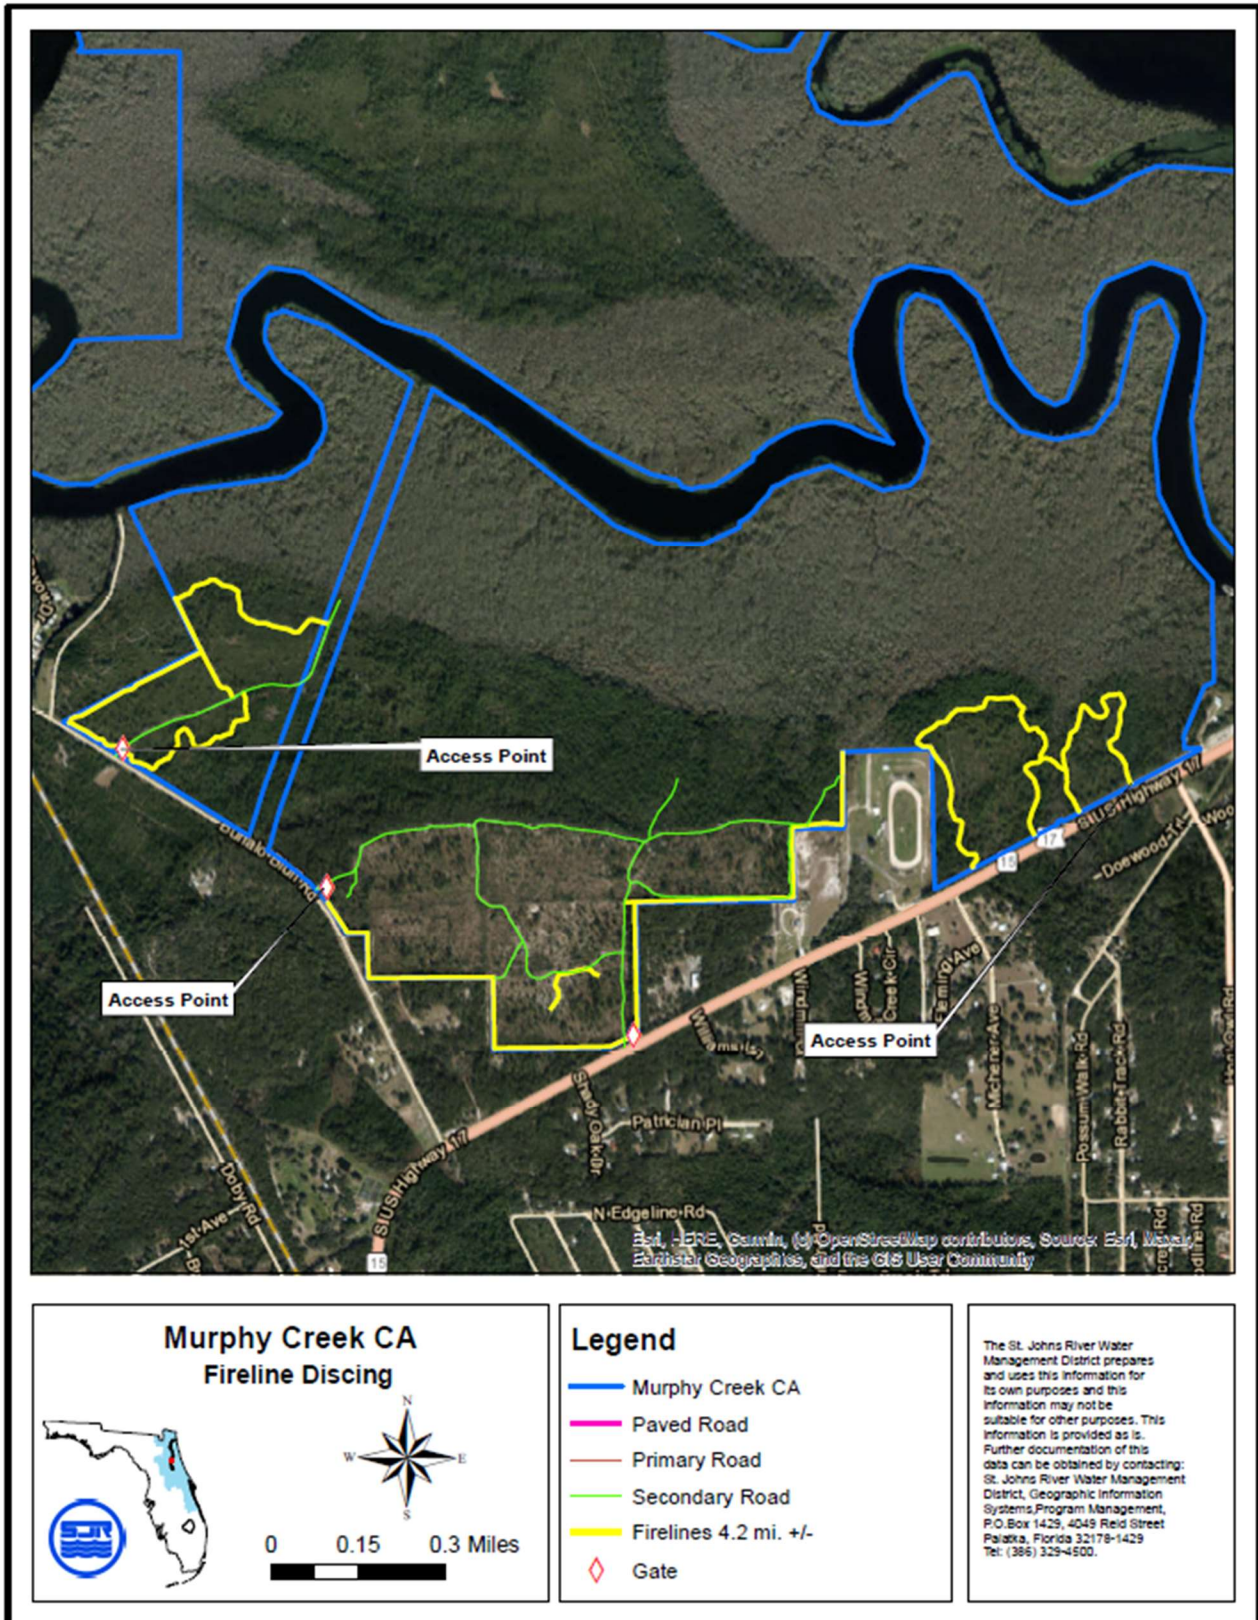 Access Point
Buffalo-Bluff-Rd
S|US|Highway 17
17
15
Dogwood-Tr
Access Point
Access Point
Fleming Ave
Creek-Cir
Michener Ave
Possum-Walk-Rd
Rabbit-Track-Rd
Shady Oak-Dr
Patrician Pl
Doby Rd
1st Ave
S|US|Highway 17
N-Edgeline-Rd
15
Esri, HERE, Garmin, (c) OpenStreetMap contributors, Source: Esri, Maxar,
Earthstar Geographics, and the GIS User Community
Murphy Creek CA
Fireline Discing
N
W
E
S
SJR
0 0.15 0.3 Miles
Legend
Murphy Creek CA
Paved Road
Primary Road
Secondary Road
Firelines 4.2 mi. +/-
Gate
The St. Johns River Water
Management District prepares
and uses this information for
its own purposes and this
information may not be
suitable for other purposes. This
information is provided as is.
Further documentation of this
data can be obtained by contacting:
St. Johns River Water Management
District, Geographic Information
Systems,Program Management,
P.O.Box 1429, 4049 Reid Street
Palatka, Florida 32178-1429
Tel: (386) 329-4500.